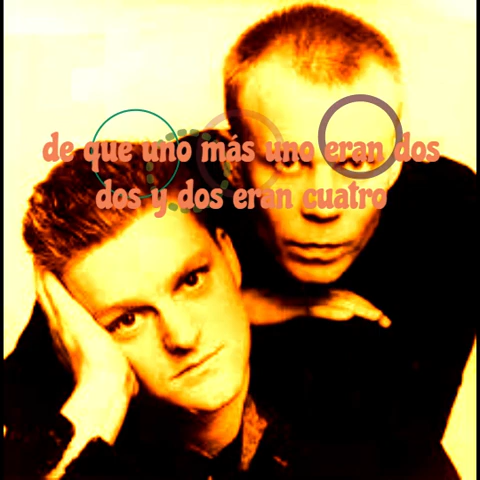 de que uno más uno eran dos
dos y dos eran cuatro